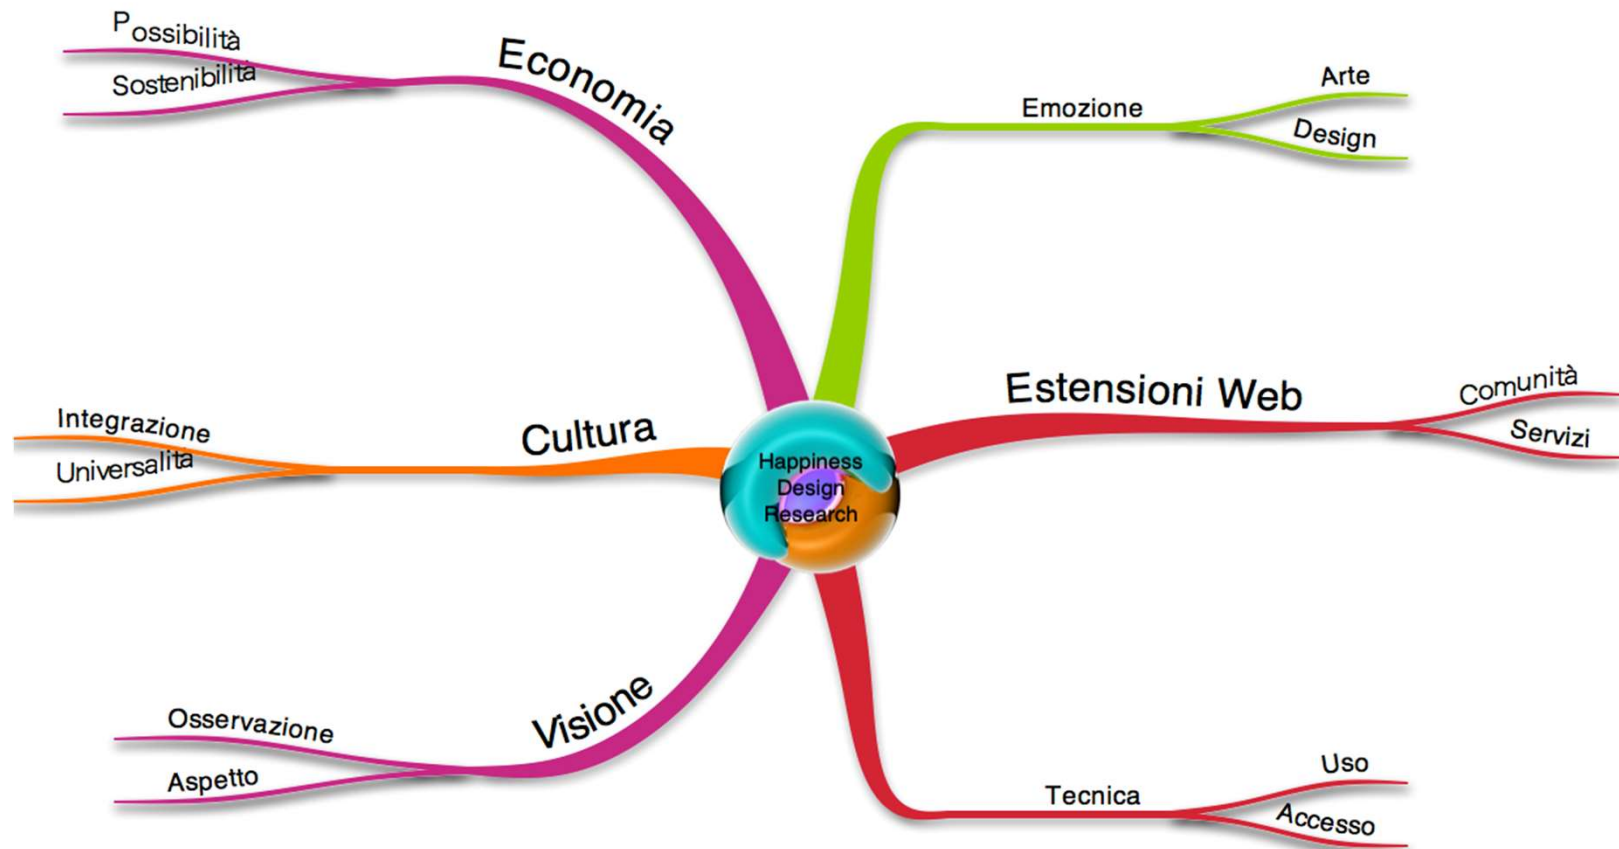 Possibilità
Sostenibilità
Economia
Emozione
Arte
Design
Integrazione
Universalità
Cultura
Happiness
Design
Research
Estensioni Web
Comunità
Servizi
Osservazione
Aspetto
Visione
Tecnica
Uso
Accesso